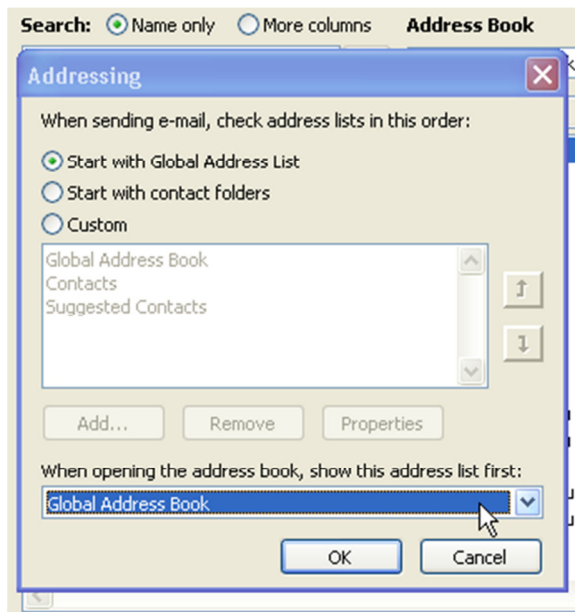 Search: Name only More columns Address Book
Addressing
When sending e-mail, check address lists in this order:
Start with Global Address List
Start with contact folders
Custom
Global Address Book
Contacts
Suggested Contacts
Add... Remove Properties
When opening the address book, show this address list first:
Global Address Book
OK Cancel